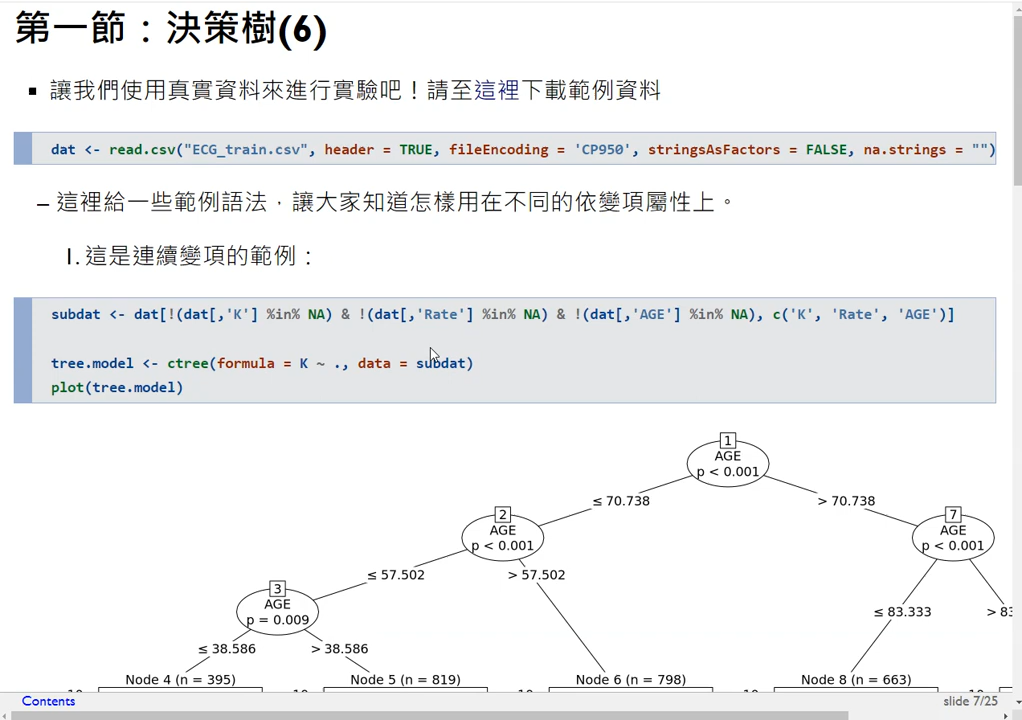 第一節：決策樹(6)
讓我們使用真實資料來進行實驗吧！請至這裡下載範例資料
dat <- read.csv("ECG_train.csv", header = TRUE, fileEncoding = 'CP950', stringsAsFactors = FALSE, na.strings = "")
– 這裡給一些範例語法，讓大家知道怎樣用在不同的依變項屬性上。
I. 這是連續變項的範例：
subdat <- dat[!(dat[,'K'] %in% NA) & !(dat[,'Rate'] %in% NA) & !(dat[,'AGE'] %in% NA), c('K', 'Rate', 'AGE')]
tree.model <- ctree(formula = K ~ ., data = subdat)
plot(tree.model)
1
AGE
p < 0.001
≤ 70.738
> 70.738
2
AGE
p < 0.001
7
AGE
p < 0.001
≤ 57.502
> 57.502
3
AGE
p = 0.009
≤ 83.333
≤ 38.586
> 38.586
Node 4 (n = 395)
Node 5 (n = 819)
Node 6 (n = 798)
Node 8 (n = 663)
Contents
slide 7/25